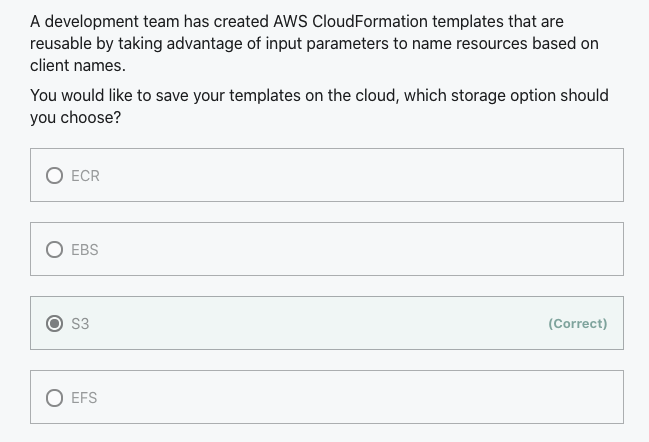 A development team has created AWS CloudFormation templates that are
reusable by taking advantage of input parameters to name resources based on
client names.
You would like to save your templates on the cloud, which storage option should
you choose?
ECR
EBS
S3 (Correct)
EFS